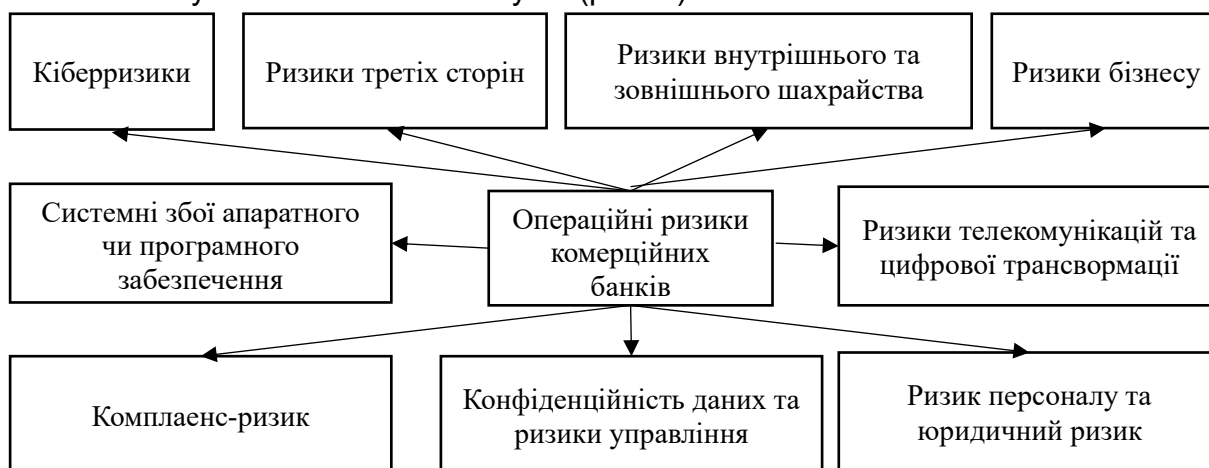 Кіберризики
Ризики третіх сторін
Ризики внутрішнього та
зовнішнього шахрайства
Ризики бізнесу
Системні збої апаратного
чи програмного
забезпечення
Операційні ризики
комерційних
банків
Ризики телекомунікацій та
цифрової трансвормації
Комплаенс-ризик
Конфіденційність даних та
ризики управління
Ризик персоналу та
юридичний ризик